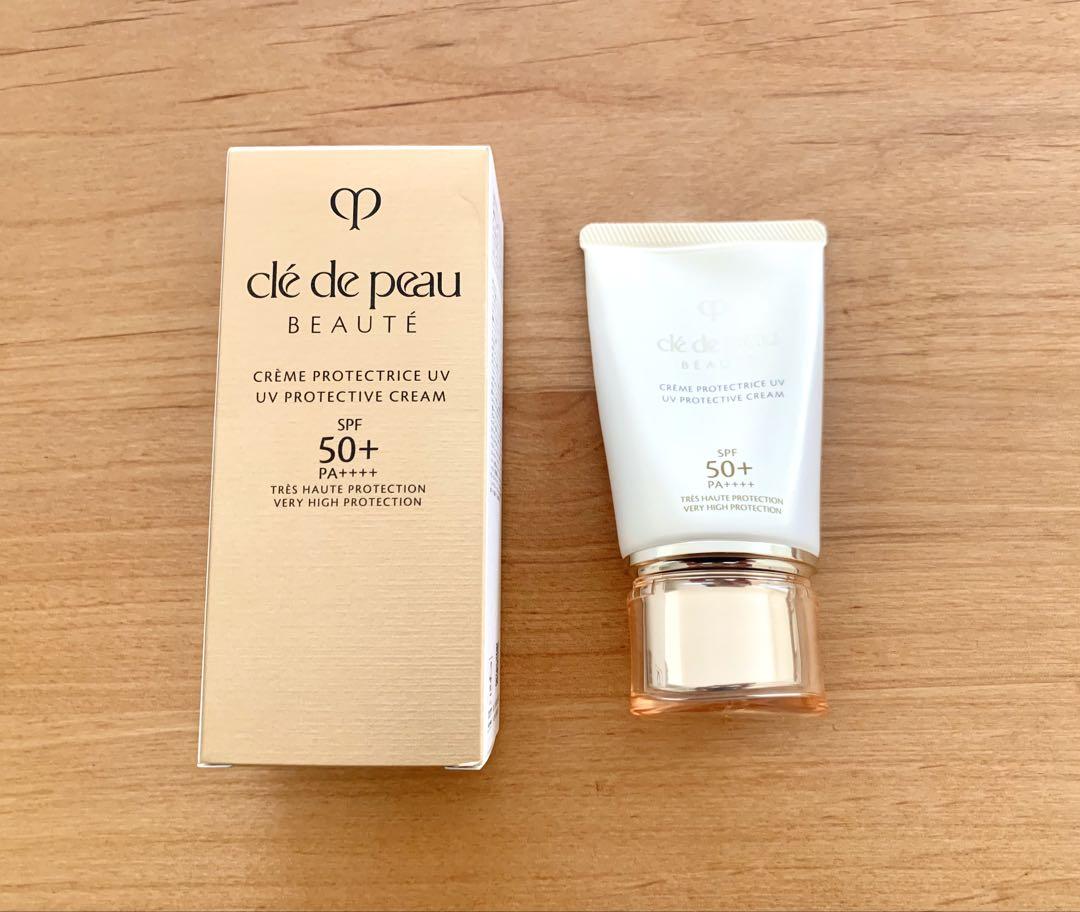 clé de peau
BEAUTÉ
CRÈME PROTECTRICE UV
UV PROTECTIVE CREAM
SPF
50+
PA++++
TRÈS HAUTE PROTECTION
VERY HIGH PROTECTION
clé de peau
BEAU
CRÈME PROTECTRICE UV
UV PROTECTIVE CREAM
SPF
50+
PA++++
TRÈS HAUTE PROTECTION
VERY HIGH PROTECTION